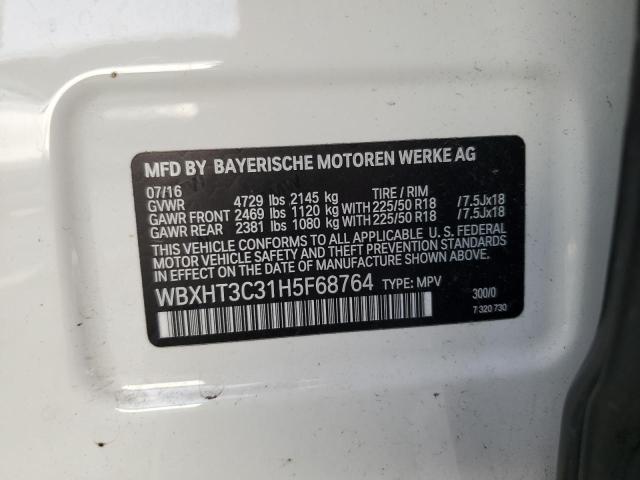 MFD BY BAYERISCHE MOTOREN WERKE AG
07/16
GVWR 4729 lbs 2145 kg TIRE / RIM
GAWR FRONT 2469 lbs 1120 kg WITH 225/50 R18 /7.5Jx18
GAWR REAR 2381 lbs 1080 kg WITH 225/50 R18 /7.5Jx18
THIS VEHICLE CONFORMS TO ALL APPLICABLE U. S. FEDERAL
MOTOR VEHICLE SAFETY AND THEFT PREVENTION STANDARDS
IN EFFECT ON THE DATE OF MANUFACTURE SHOWN ABOVE.
WBXHT3C31H5F68764 TYPE: MPV
300/0
7 320 730